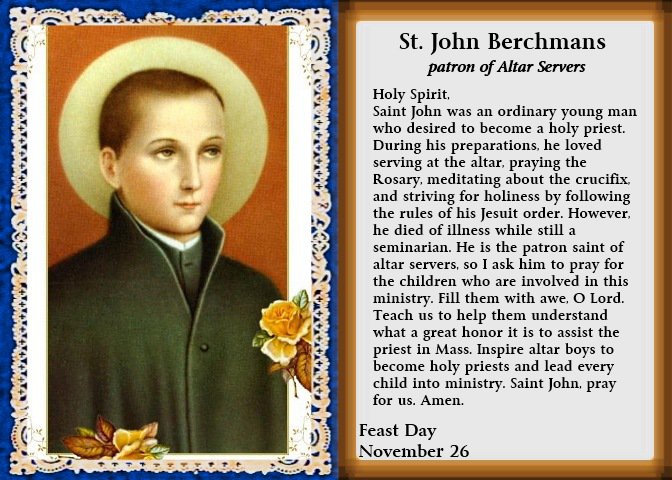 St. John Berchmans
patron of Altar Servers
Holy Spirit,
Saint John was an ordinary young man
who desired to become a holy priest.
During his preparations, he loved
serving at the altar, praying the
Rosary, meditating about the crucifix,
and striving for holiness by following
the rules of his Jesuit order. However,
he died of illness while still a
seminarian. He is the patron saint of
altar servers, so I ask him to pray for
the children who are involved in this
ministry. Fill them with awe, O Lord.
Teach us to help them understand
what a great honor it is to assist the
priest in Mass. Inspire altar boys to
become holy priests and lead every
child into ministry. Saint John, pray
for us. Amen.
Feast Day
November 26